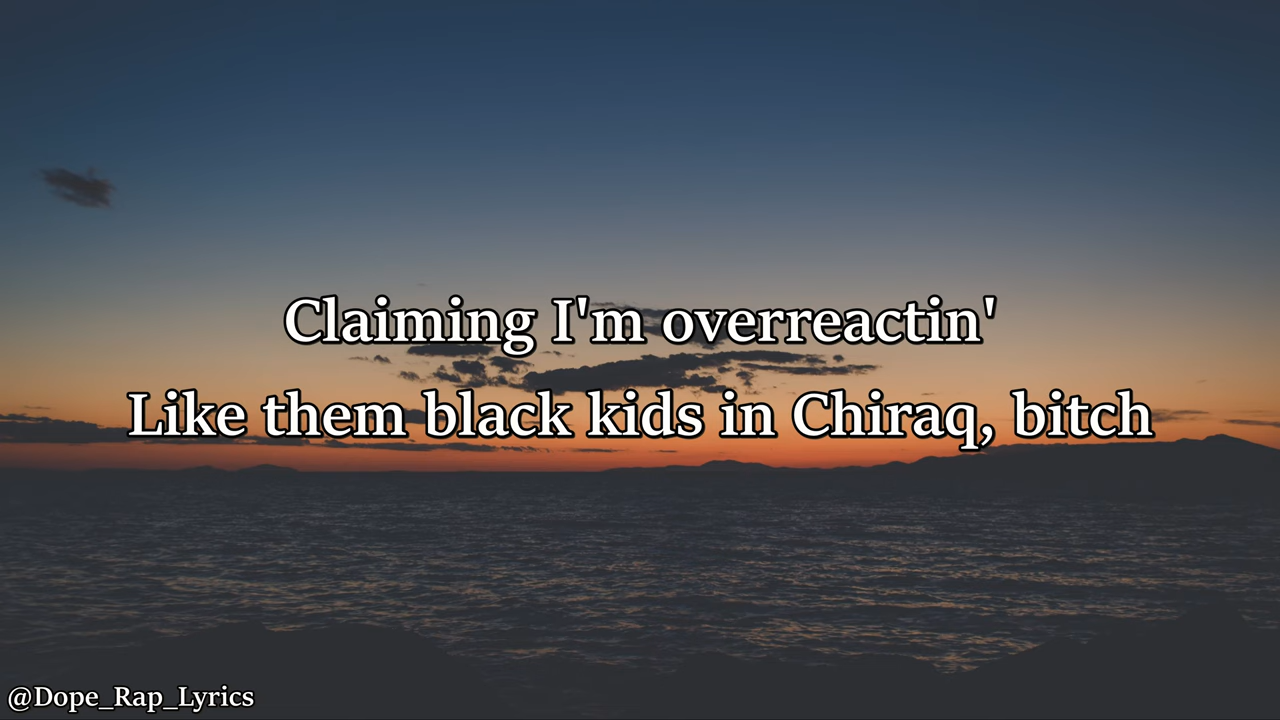 Claiming I'm overreactin'
Like them black kids in Chiraq, bitch
@Dope_Rap_Lyrics